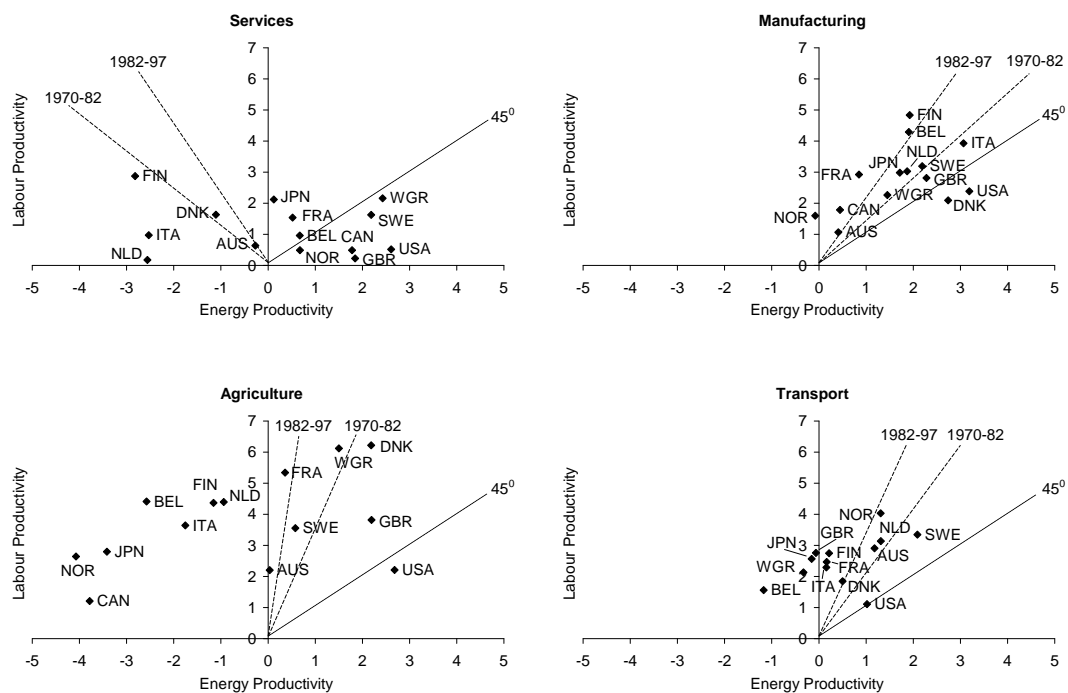 Services
7
6
5
4
3
2
1
0
-5 -4 -3 -2 -1 0 1 2 3 4 5
Labour Productivity
Energy Productivity
1982-97
1970-82
45⁰
FIN
DNK
ITA
NLD
AUS
JPN
FRA
BEL
NOR
WGR
SWE
CAN
USA
GBR
Manufacturing
7
6
5
4
3
2
1
0
-5 -4 -3 -2 -1 0 1 2 3 4 5
Labour Productivity
Energy Productivity
1982-97
1970-82
45⁰
FIN
BEL
ITA
NLD
JPN
SWE
FRA
GBR
WGR
USA
DNK
CAN
NOR
AUS
Agriculture
7
6
5
4
3
2
1
0
-5 -4 -3 -2 -1 0 1 2 3 4 5
Labour Productivity
Energy Productivity
1982-97
1970-82
45⁰
DNK
WGR
FRA
FIN
NLD
BEL
ITA
GBR
SWE
JPN
NOR
AUS
USA
CAN
Transport
7
6
5
4
3
2
1
0
-5 -4 -3 -2 -1 0 1 2 3 4 5
Labour Productivity
Energy Productivity
1982-97
1970-82
45⁰
NOR
GBR
NLD
SWE
JPN
FIN
AUS
WGR
FRA
ITA
DNK
BEL
USA